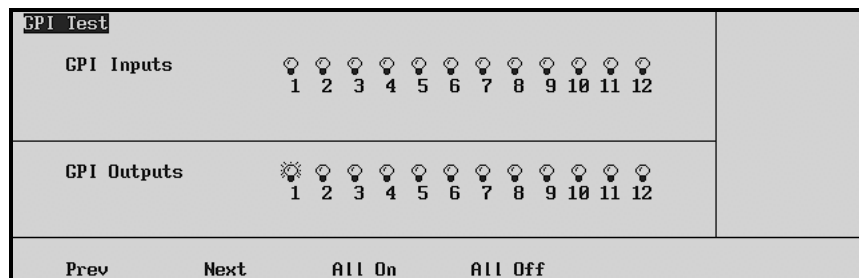 GPI Test
GPI Inputs
1 2 3 4 5 6 7 8 9 10 11 12
GPI Outputs
1 2 3 4 5 6 7 8 9 10 11 12
Prev Next All On All Off